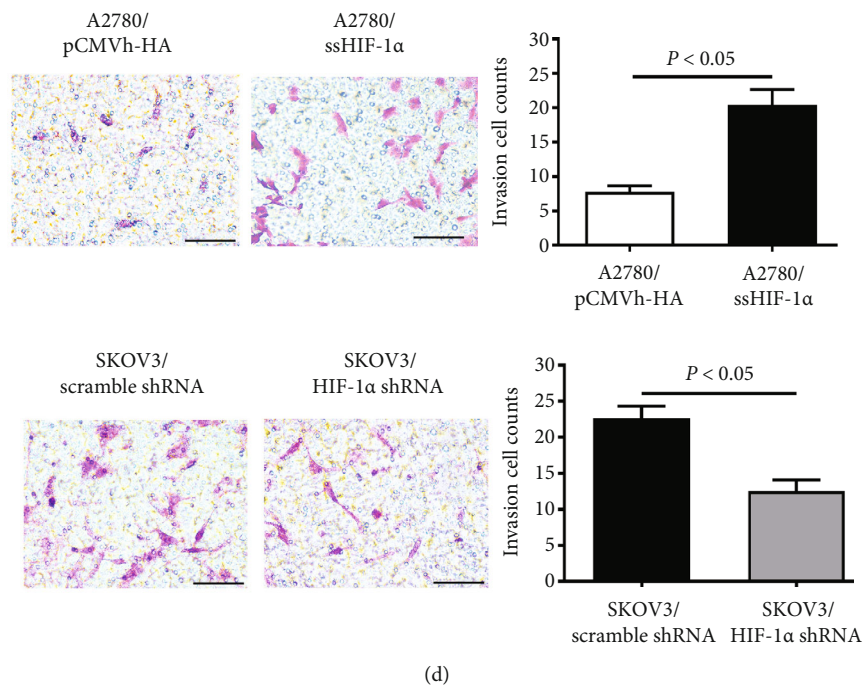 A2780/
pCMVh-HA
A2780/
ssHIF-1α
Invasion cell counts
30
25
20
15
10
5
0
P < 0.05
A2780/
pCMVh-HA
A2780/
ssHIF-1α
SKOV3/
scramble shRNA
SKOV3/
HIF-1α shRNA
Invasion cell counts
30
25
20
15
10
5
0
P < 0.05
SKOV3/
scramble shRNA
SKOV3/
HIF-1α shRNA
(d)